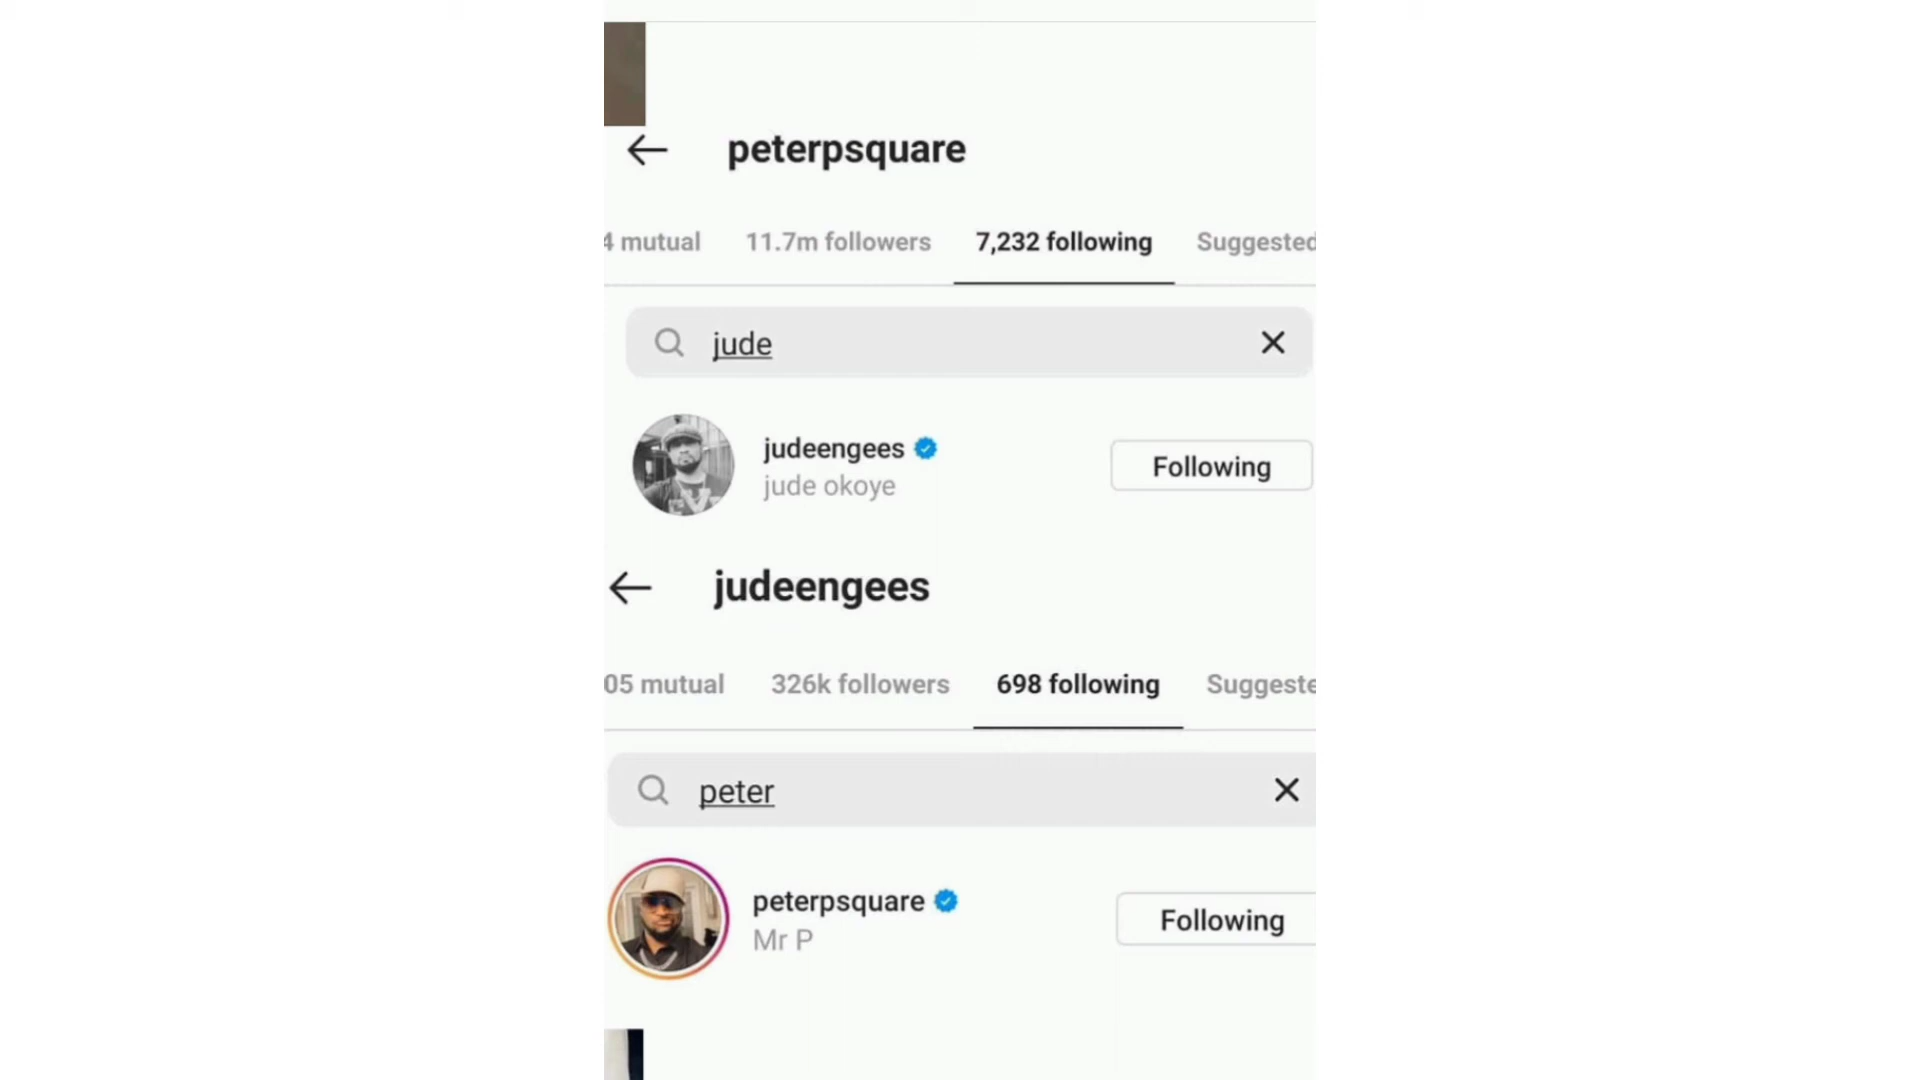 peterpsquare
4 mutual 11.7m followers 7,232 following Suggested
jude
judeengees
jude okoye
Following
judeengees
05 mutual 326k followers 698 following Suggeste
peter
peterpsquare
Mr P
Following